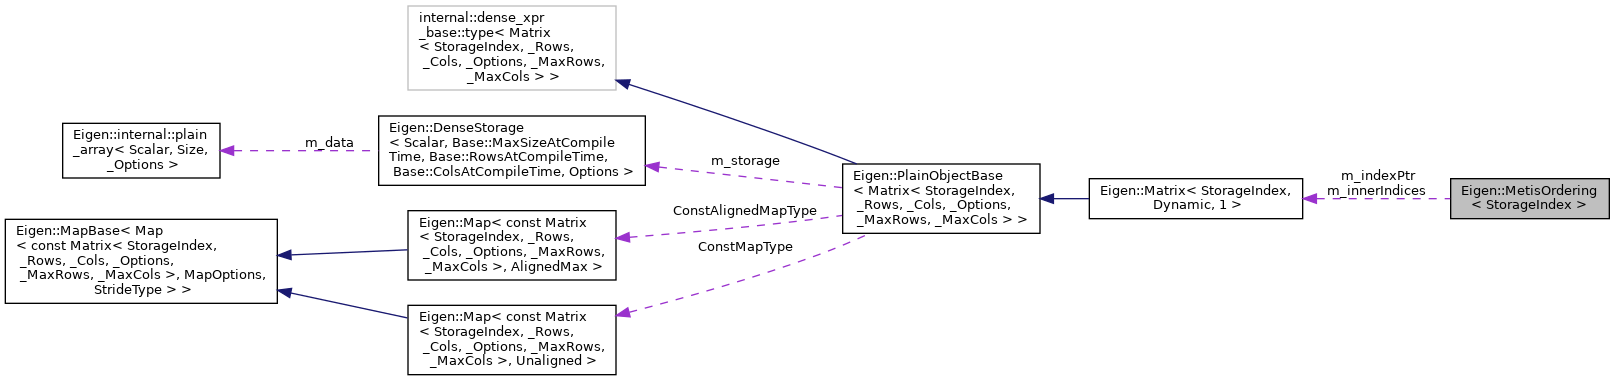 internal::dense_xpr
_base::type< Matrix
< StorageIndex, _Rows,
_Cols, _Options, _MaxRows,
_MaxCols > >
Eigen::internal::plain
_array< Scalar, Size,
_Options >
m_data
Eigen::DenseStorage
< Scalar, Base::MaxSizeAtCompile
Time, Base::RowsAtCompileTime,
Base::ColsAtCompileTime, Options >
m_storage
Eigen::MapBase< Map
< const Matrix< StorageIndex,
_Rows, _Cols, _Options,
_MaxRows, _MaxCols >, MapOptions,
StrideType > >
Eigen::Map< const Matrix
< StorageIndex, _Rows,
_Cols, _Options, _MaxRows,
_MaxCols >, AlignedMax >
ConstAlignedMapType
ConstMapType
Eigen::Map< const Matrix
< StorageIndex, _Rows,
_Cols, _Options, _MaxRows,
_MaxCols >, Unaligned >
Eigen::PlainObjectBase
< Matrix< StorageIndex,
_Rows, _Cols, _Options,
_MaxRows, _MaxCols > >
Eigen::Matrix< StorageIndex,
Dynamic, 1 >
m_indexPtr
m_innerIndices
Eigen::MetisOrdering
< StorageIndex >